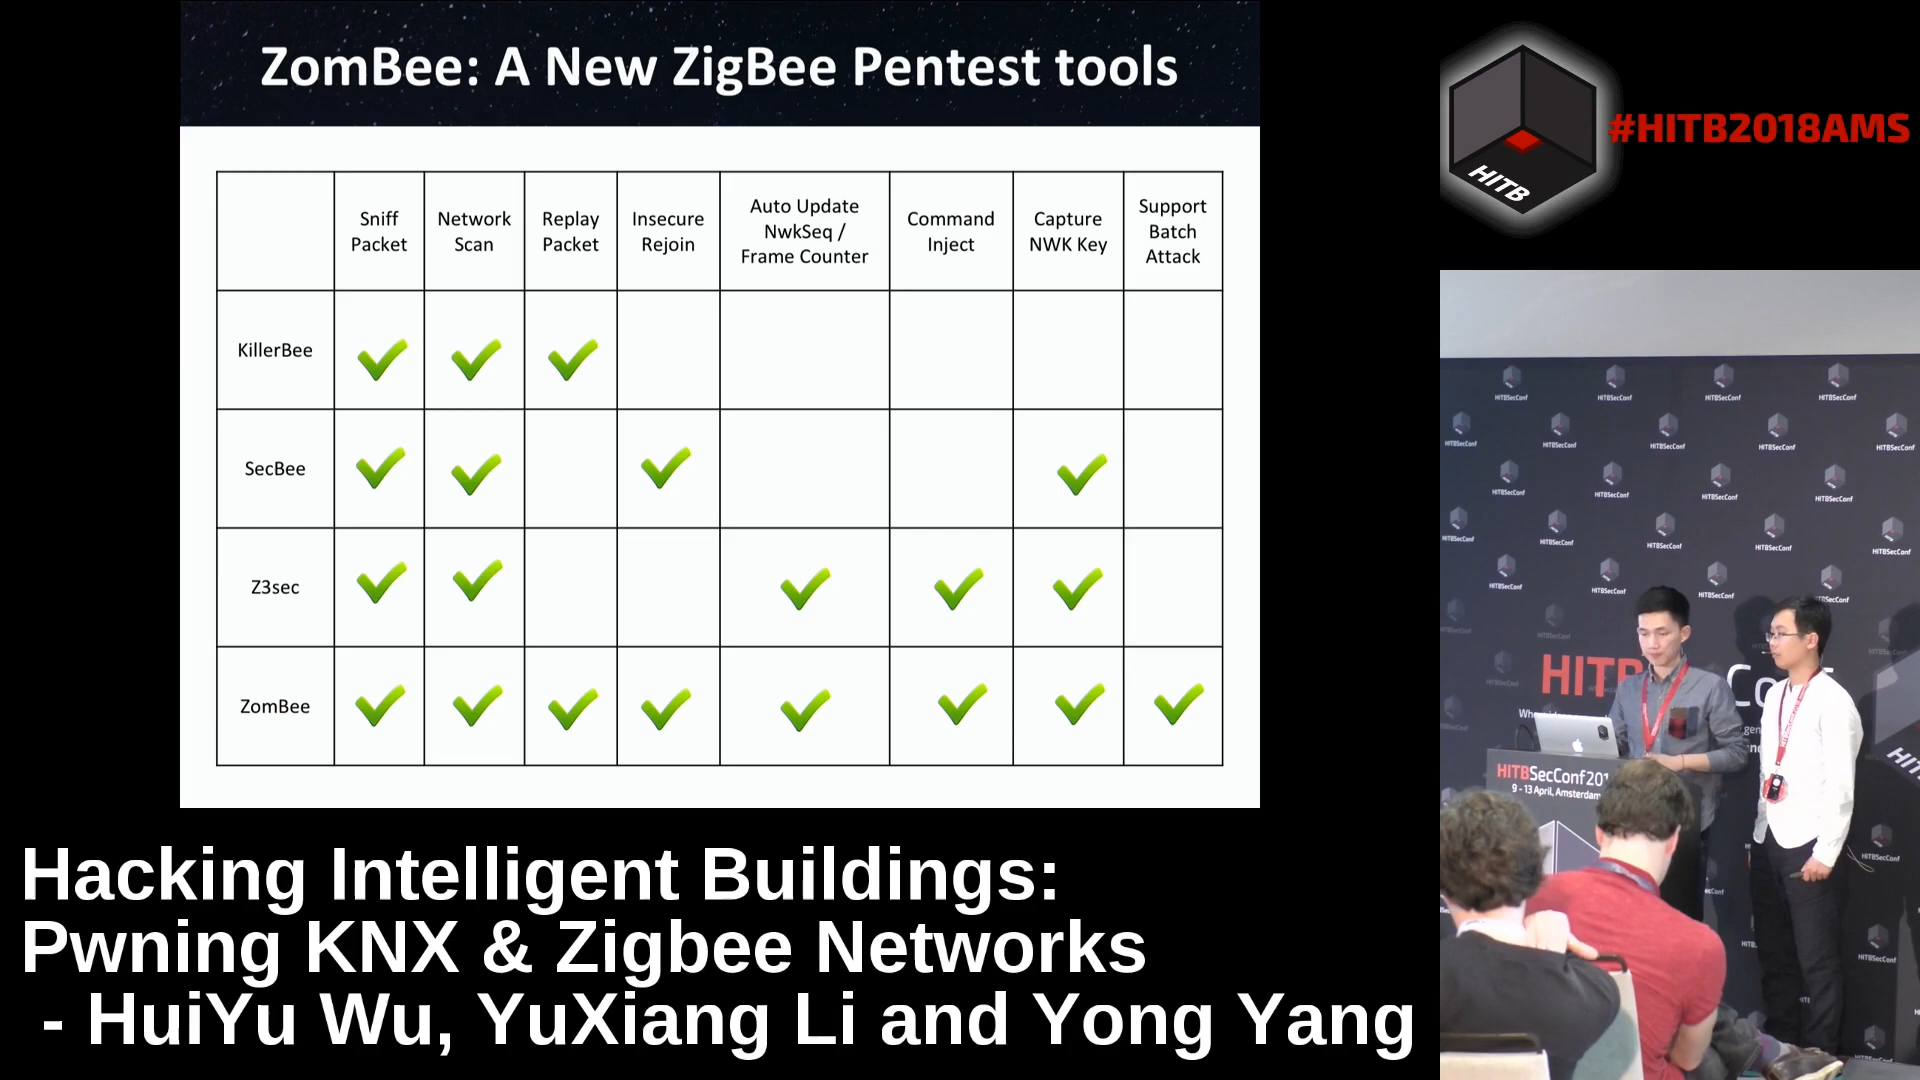 ZomBee: A New ZigBee Pentest tools
Sniff Packet
Network Scan
Replay Packet
Insecure Rejoin
Auto Update NwkSeq / Frame Counter
Command Inject
Capture NWK Key
Support Batch Attack
KillerBee
SecBee
Z3sec
ZomBee
Hacking Intelligent Buildings:
Pwning KNX & Zigbee Networks
- HuiYu Wu, YuXiang Li and Yong Yang
HITB
#HITB2018AMS
HITBSecConf
HITBSecConf201
9 - 13 April, Amsterdam